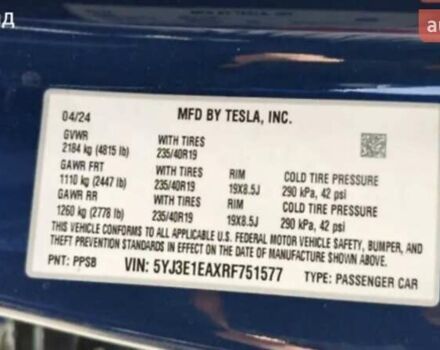 д
a
04/24 MFD BY TESLA, INC.
GVWR
2184 kg (4815 lb) WITH TIRES 235/40R19
GAWR FRT
1110 kg (2447 lb) WITH TIRES 235/40R19 RIM 19X8.5J COLD TIRE PRESSURE 290 kPa, 42 psi
GAWR RR
1260 kg (2778 lb) WITH TIRES 235/40R19 RIM 19X8.5J COLD TIRE PRESSURE 290 kPa, 42 psi
THIS VEHICLE CONFORMS TO ALL APPLICABLE U.S. FEDERAL MOTOR VEHICLE SAFETY, BUMPER, AND
THEFT PREVENTION STANDARDS IN EFFECT ON THE DATE OF MANUFACTURE SHOWN ABOVE.
PNT: PPSB VIN: 5YJ3E1EAXRF751577 TYPE: PASSENGER CAR